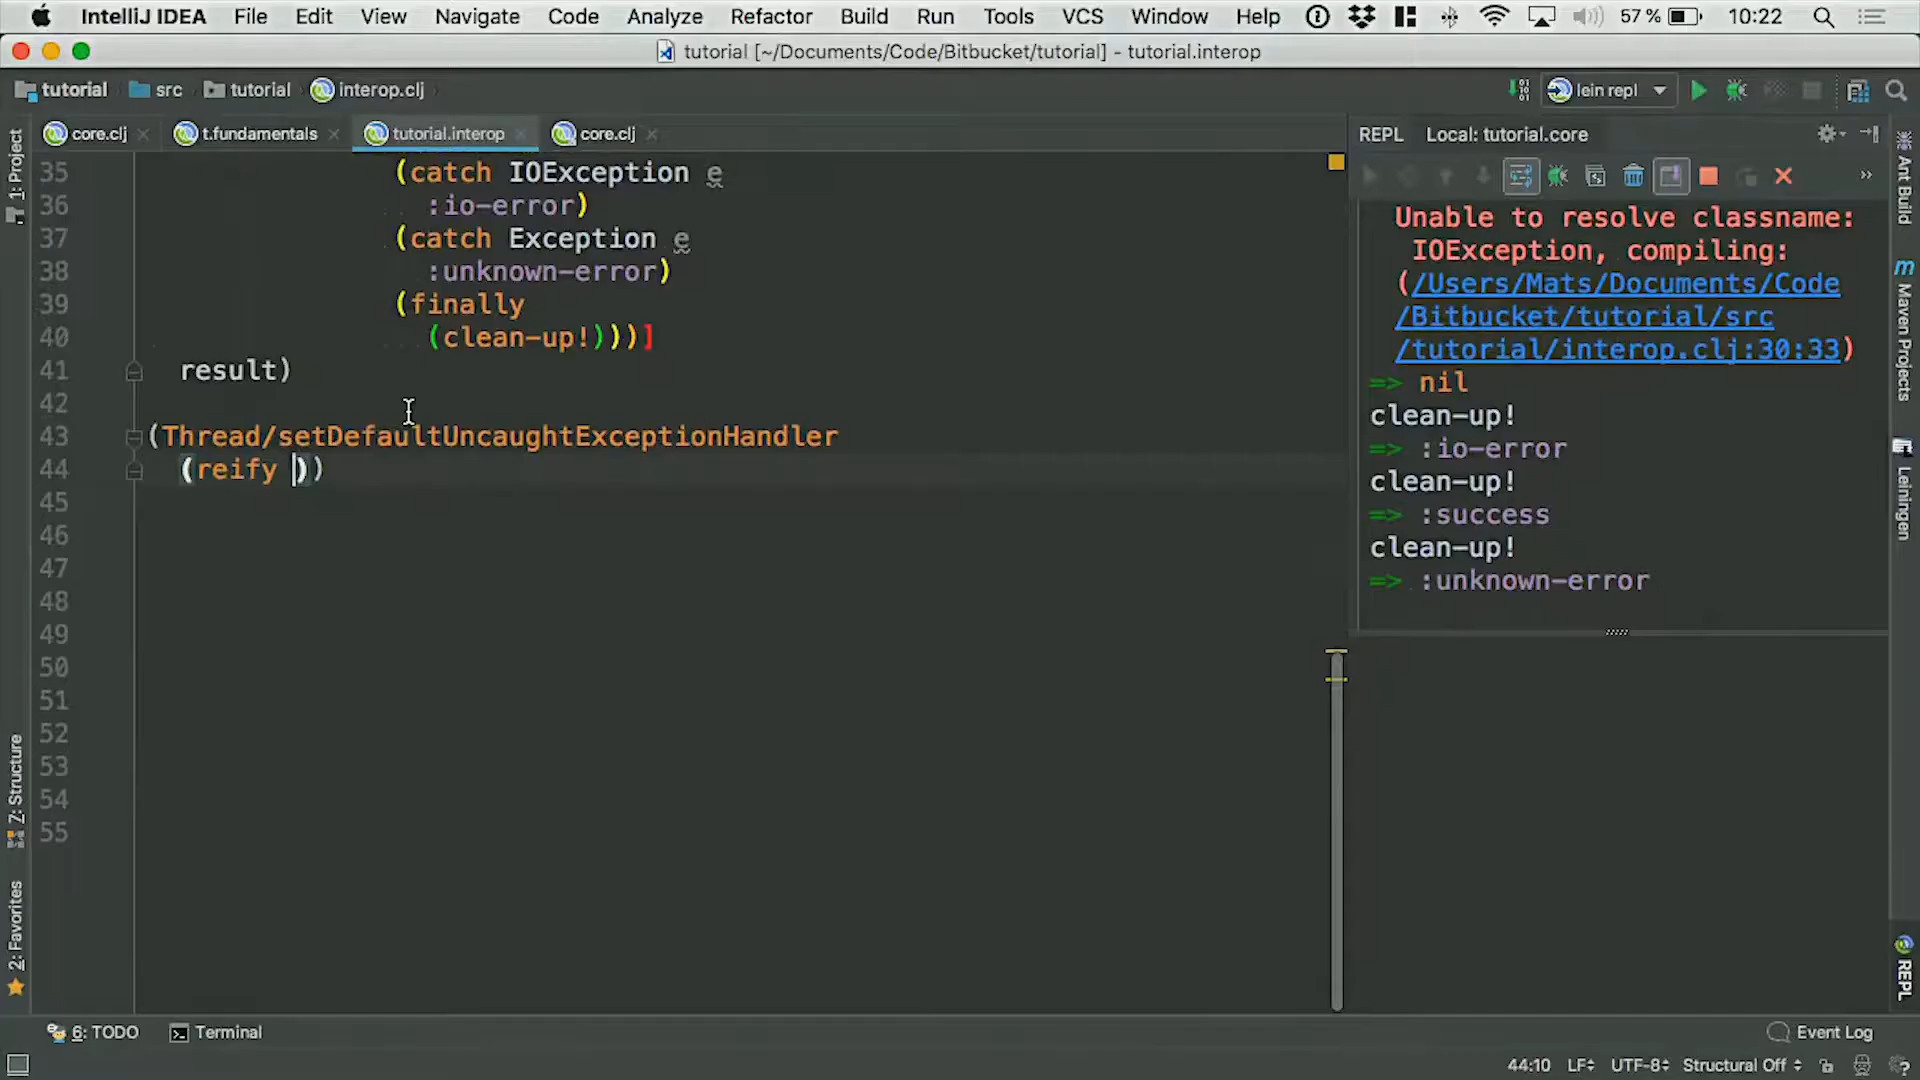 IntelliJ IDEA File Edit View Navigate Code Analyze Refactor Build Run Tools VCS Window Help 57 % 10:22
tutorial [~/Documents/Code/Bitbucket/tutorial] - tutorial.interop
tutorial src tutorial interop.clj lein repl
core.clj t.fundamentals tutorial.interop core.clj
REPL Local: tutorial.core
1: Project
7: Structure
2: Favorites
35 (catch IOException e
36 :io-error)
37 (catch Exception e
38 :unknown-error)
39 (finally
40 (clean-up!)))]
41 result)
42
43 (Thread/setDefaultUncaughtExceptionHandler
44 (reify ))
45
46
47
48
49
50
51
52
53
54
55
Unable to resolve classname:
IOException, compiling:
(/Users/Mats/Documents/Code
/Bitbucket/tutorial/src
/tutorial/interop.clj:30:33)
=> nil
clean-up!
=> :io-error
clean-up!
=> :success
clean-up!
=> :unknown-error
Ant Build
Maven Projects
Leiningen
REPL
6: TODO Terminal Event Log
44:10 LF UTF-8 Structural Off